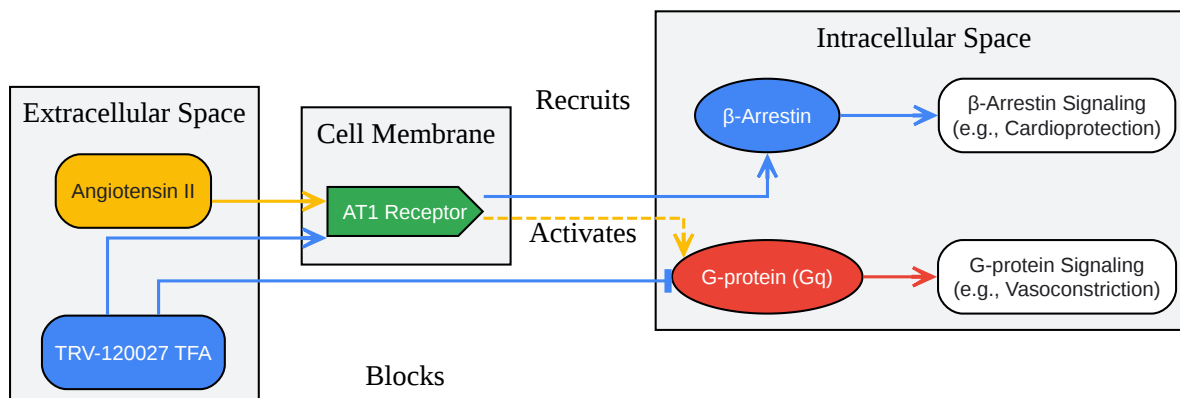 Intracellular Space
Extracellular Space
Cell Membrane
Recruits
β-Arrestin
β-Arrestin Signaling
(e.g., Cardioprotection)
Angiotensin II
AT1 Receptor
Activates
G-protein (Gq)
G-protein Signaling
(e.g., Vasoconstriction)
TRV-120027 TFA
Blocks